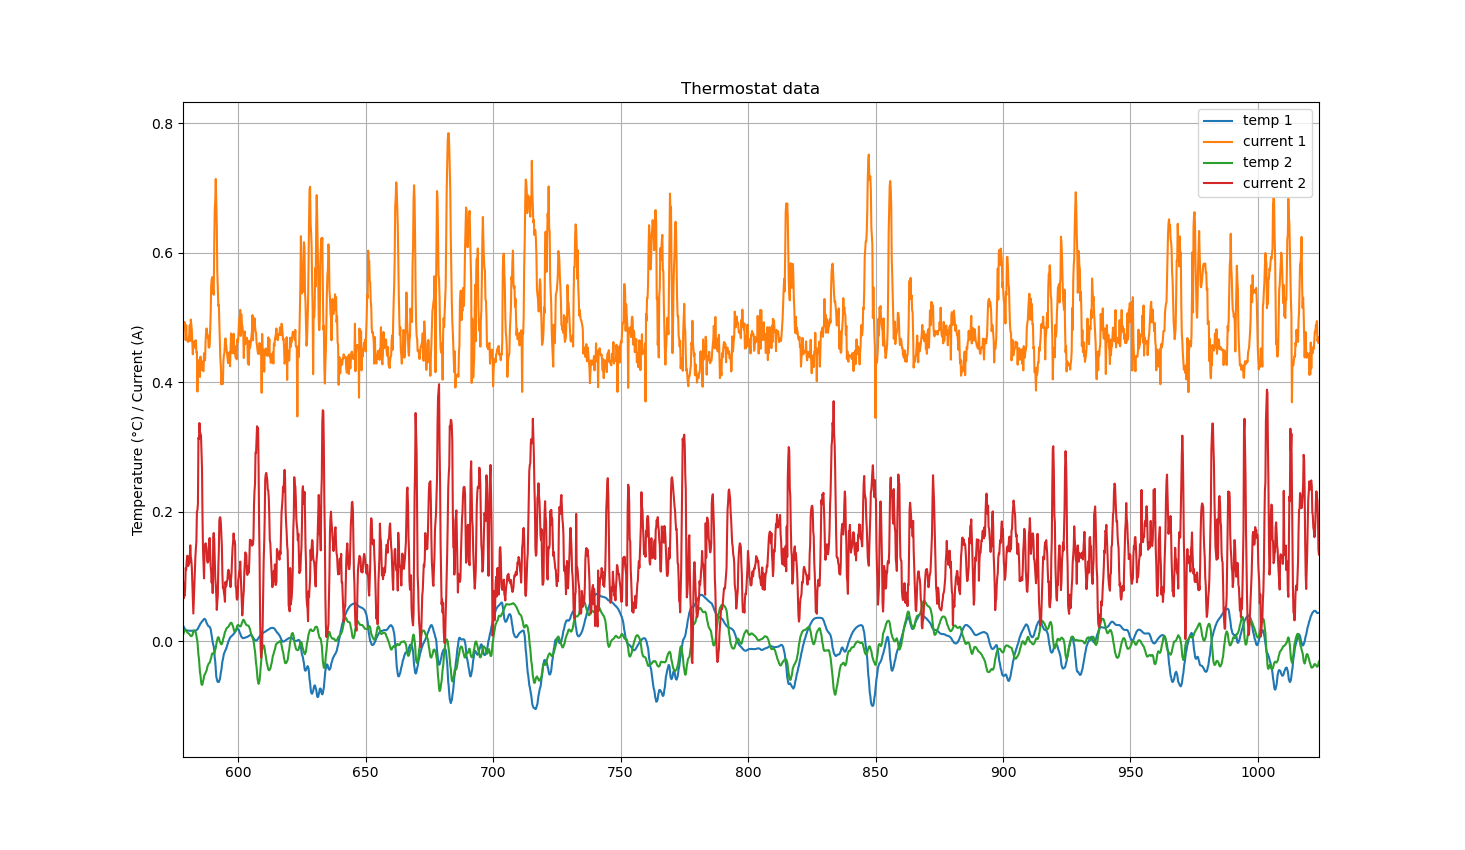 Thermostat data
temp 1
current 1
temp 2
current 2
Temperature (°C) / Current (A)
0.8
0.6
0.4
0.2
0.0
600 650 700 750 800 850 900 950 1000